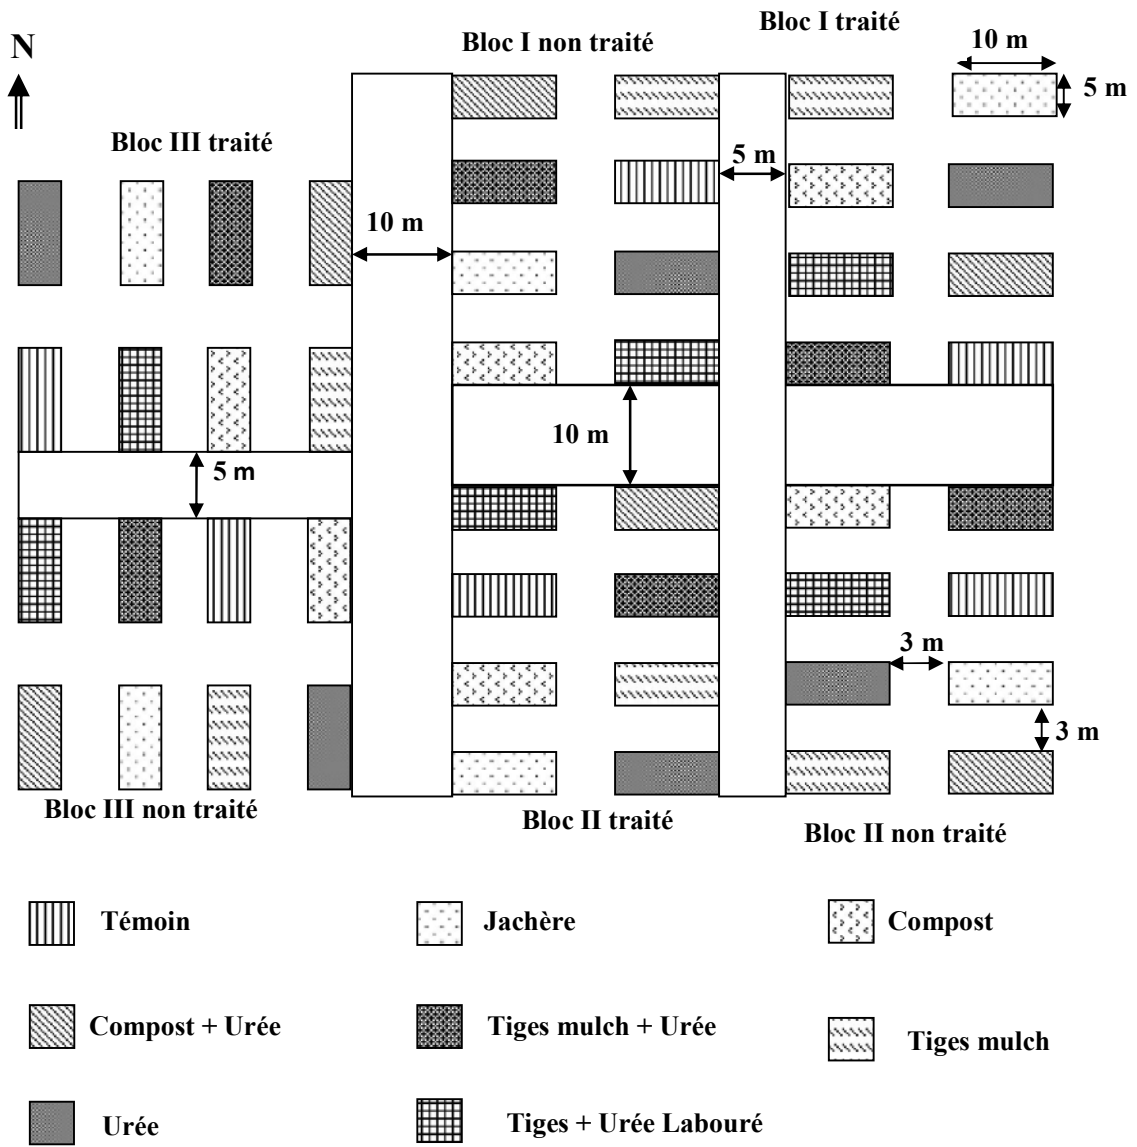 Bloc I traité
Bloc I non traité
N
10 m
5 m
Bloc III traité
5 m
10 m
10 m
5 m
3 m
3 m
Bloc III non traité
Bloc II traité
Bloc II non traité
Témoin
Jachère
Compost
Compost + Urée
Tiges mulch + Urée
Tiges mulch
Urée
Tiges + Urée Labouré